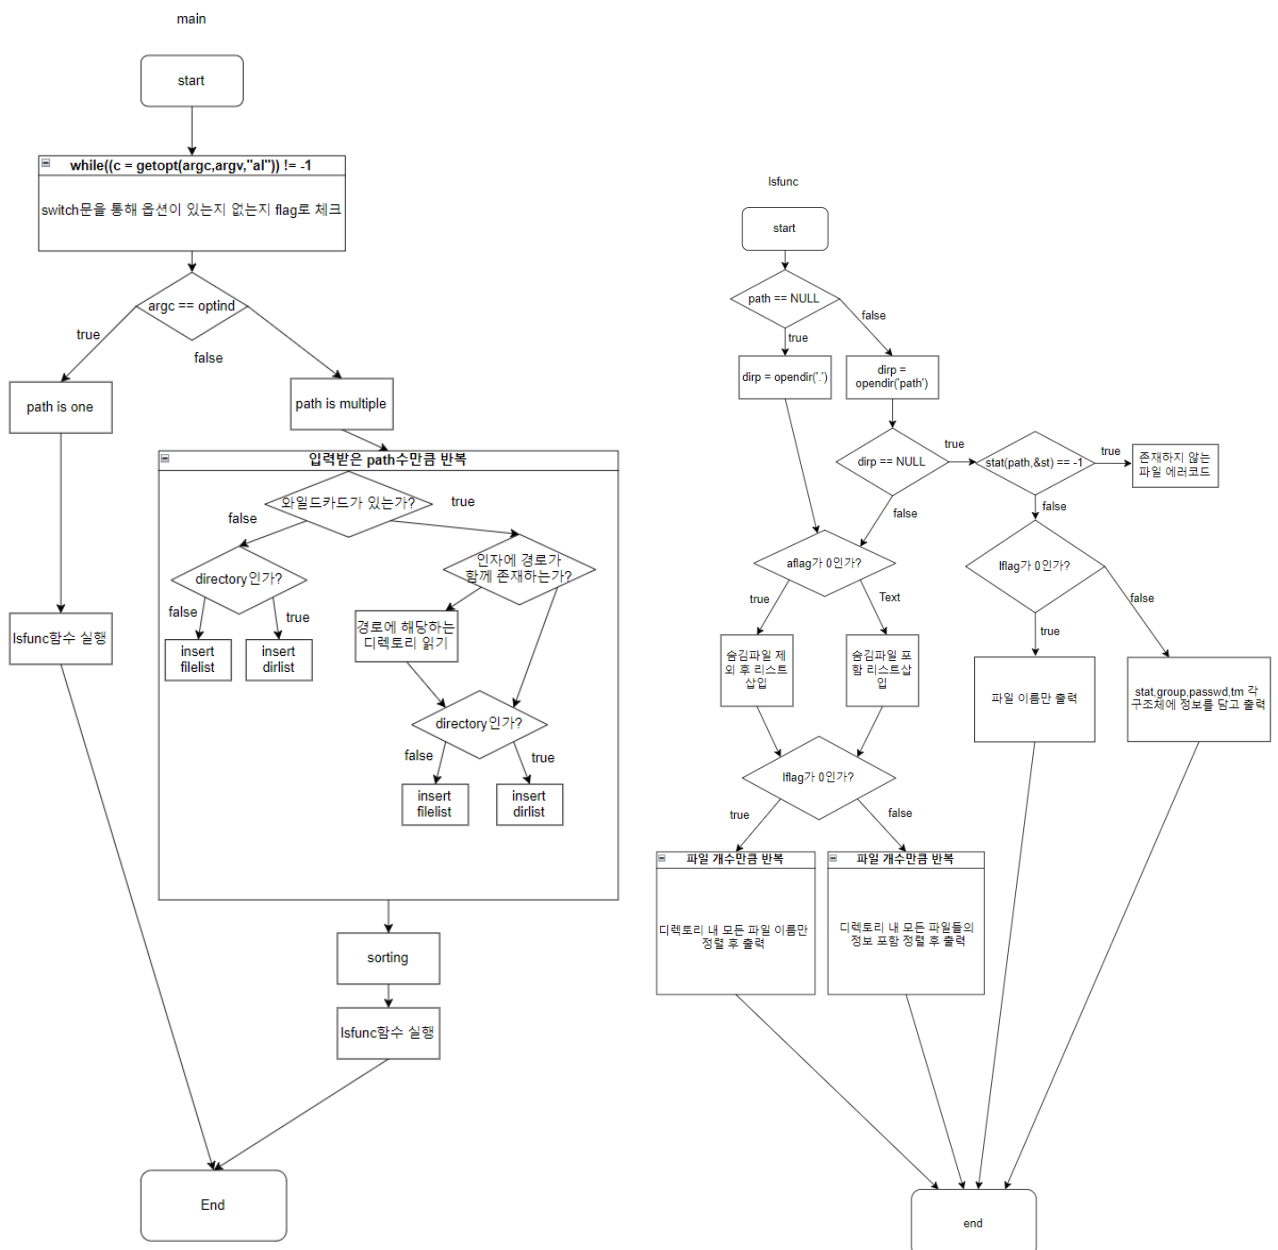 main
start
while((c = getopt(argc,argv,"al")) != -1
switch문을 통해 옵션이 있는지 없는지 flag로 체크
argc == optind
true
false
path is one
path is multiple
입력받은 path수만큼 반복
와일드카드가 있는가?
true
false
directory인가?
인자에 경로가
함께 존재하는가?
false
true
insert
filelist
insert
dirlist
경로에 해당하는
디렉토리 읽기
directory인가?
false
true
insert
filelist
insert
dirlist
lsfunc함수 실행
sorting
lsfunc함수 실행
End
lsfunc
start
path == NULL
true
false
dirp = opendir('.')
dirp =
opendir('path')
dirp == NULL
true
stat(path,&st) == -1
true
존재하지 않는
파일 에러코드
false
false
aflag가 0인가?
lflag가 0인가?
true
Text
true
false
숨김파일 제
외 후 리스트
삽입
숨김파일 포
함 리스트삽
입
파일 이름만 출력
stat,group,passwd,tm 각
구조체에 정보를 담고 출력
lflag가 0인가?
true
false
파일 개수만큼 반복
디렉토리 내 모든 파일 이름만
정렬 후 출력
파일 개수만큼 반복
디렉토리 내 모든 파일들의
정보 포함 정렬 후 출력
end